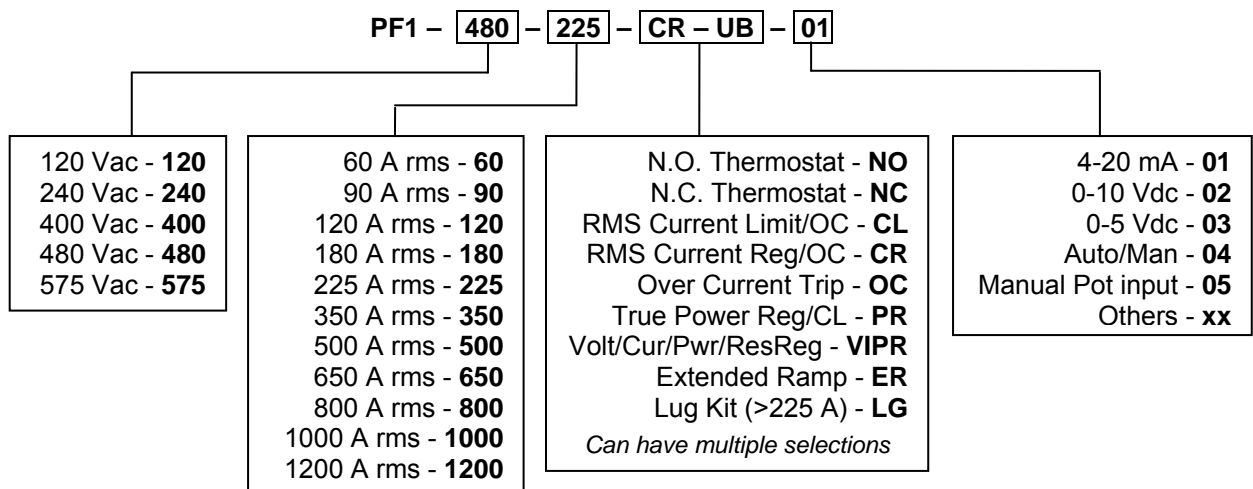 PF1 – 480 – 225 – CR – UB – 01
120 Vac - 120
240 Vac - 240
400 Vac - 400
480 Vac - 480
575 Vac - 575
60 A rms - 60
90 A rms - 90
120 A rms - 120
180 A rms - 180
225 A rms - 225
350 A rms - 350
500 A rms - 500
650 A rms - 650
800 A rms - 800
1000 A rms - 1000
1200 A rms - 1200
N.O. Thermostat - NO
N.C. Thermostat - NC
RMS Current Limit/OC - CL
RMS Current Reg/OC - CR
Over Current Trip - OC
True Power Reg/CL - PR
Volt/Cur/Pwr/ResReg - VIPR
Extended Ramp - ER
Lug Kit (>225 A) - LG
Can have multiple selections
4-20 mA - 01
0-10 Vdc - 02
0-5 Vdc - 03
Auto/Man - 04
Manual Pot input - 05
Others - xx